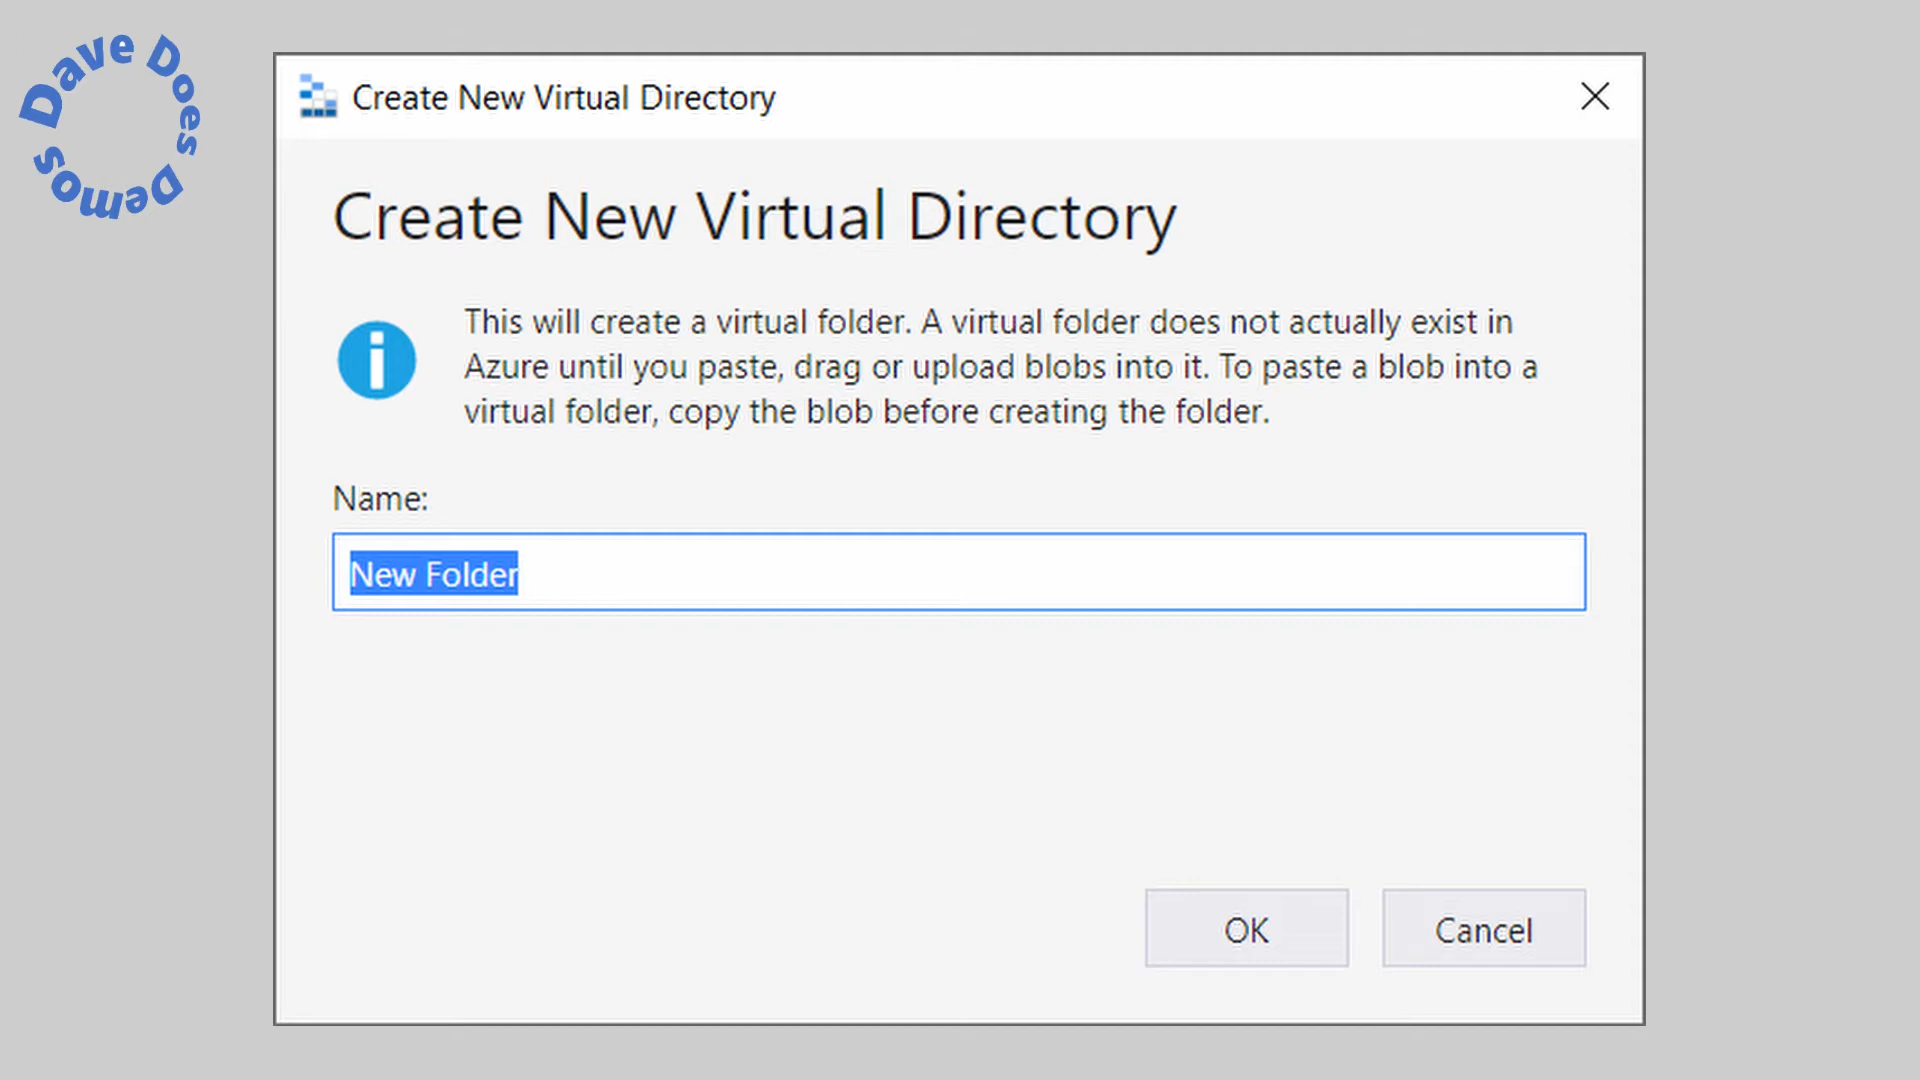 Dave Does Demos
Create New Virtual Directory
Create New Virtual Directory
This will create a virtual folder. A virtual folder does not actually exist in
Azure until you paste, drag or upload blobs into it. To paste a blob into a
virtual folder, copy the blob before creating the folder.
Name:
New Folder
OK
Cancel